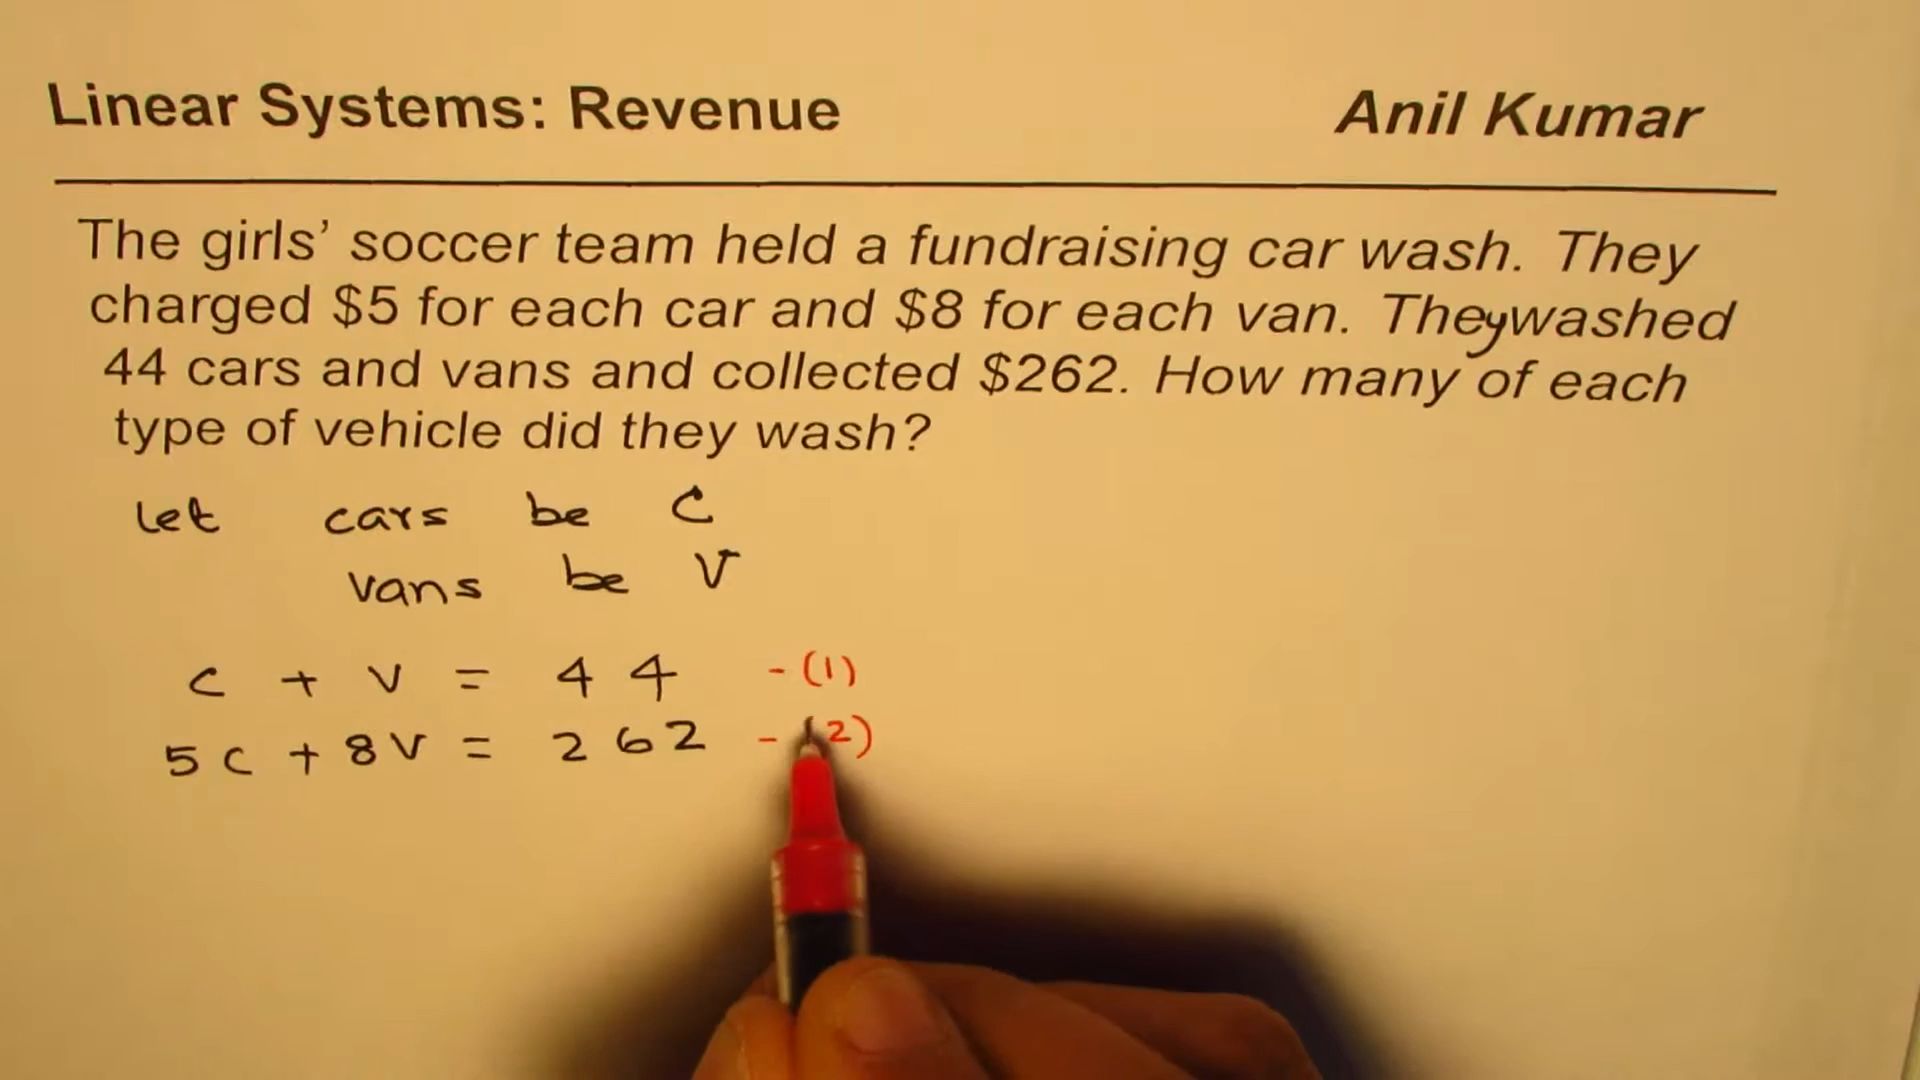 Linear Systems: Revenue Anil Kumar
The girls' soccer team held a fundraising car wash. They
charged $5 for each car and $8 for each van. They washed
44 cars and vans and collected $262. How many of each
type of vehicle did they wash?
Let cars be C
vans be V
C + V = 44 - (1)
5C + 8V = 262 - (2)